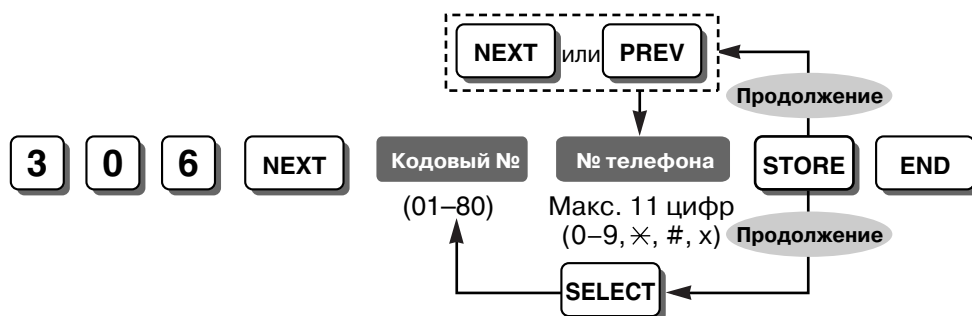 NEXT или PREV
Продолжение
3 0 6 NEXT Кодовый № № телефона STORE END
(01–80) Макс. 11 цифр
(0–9, ✳, #, x) Продолжение
SELECT